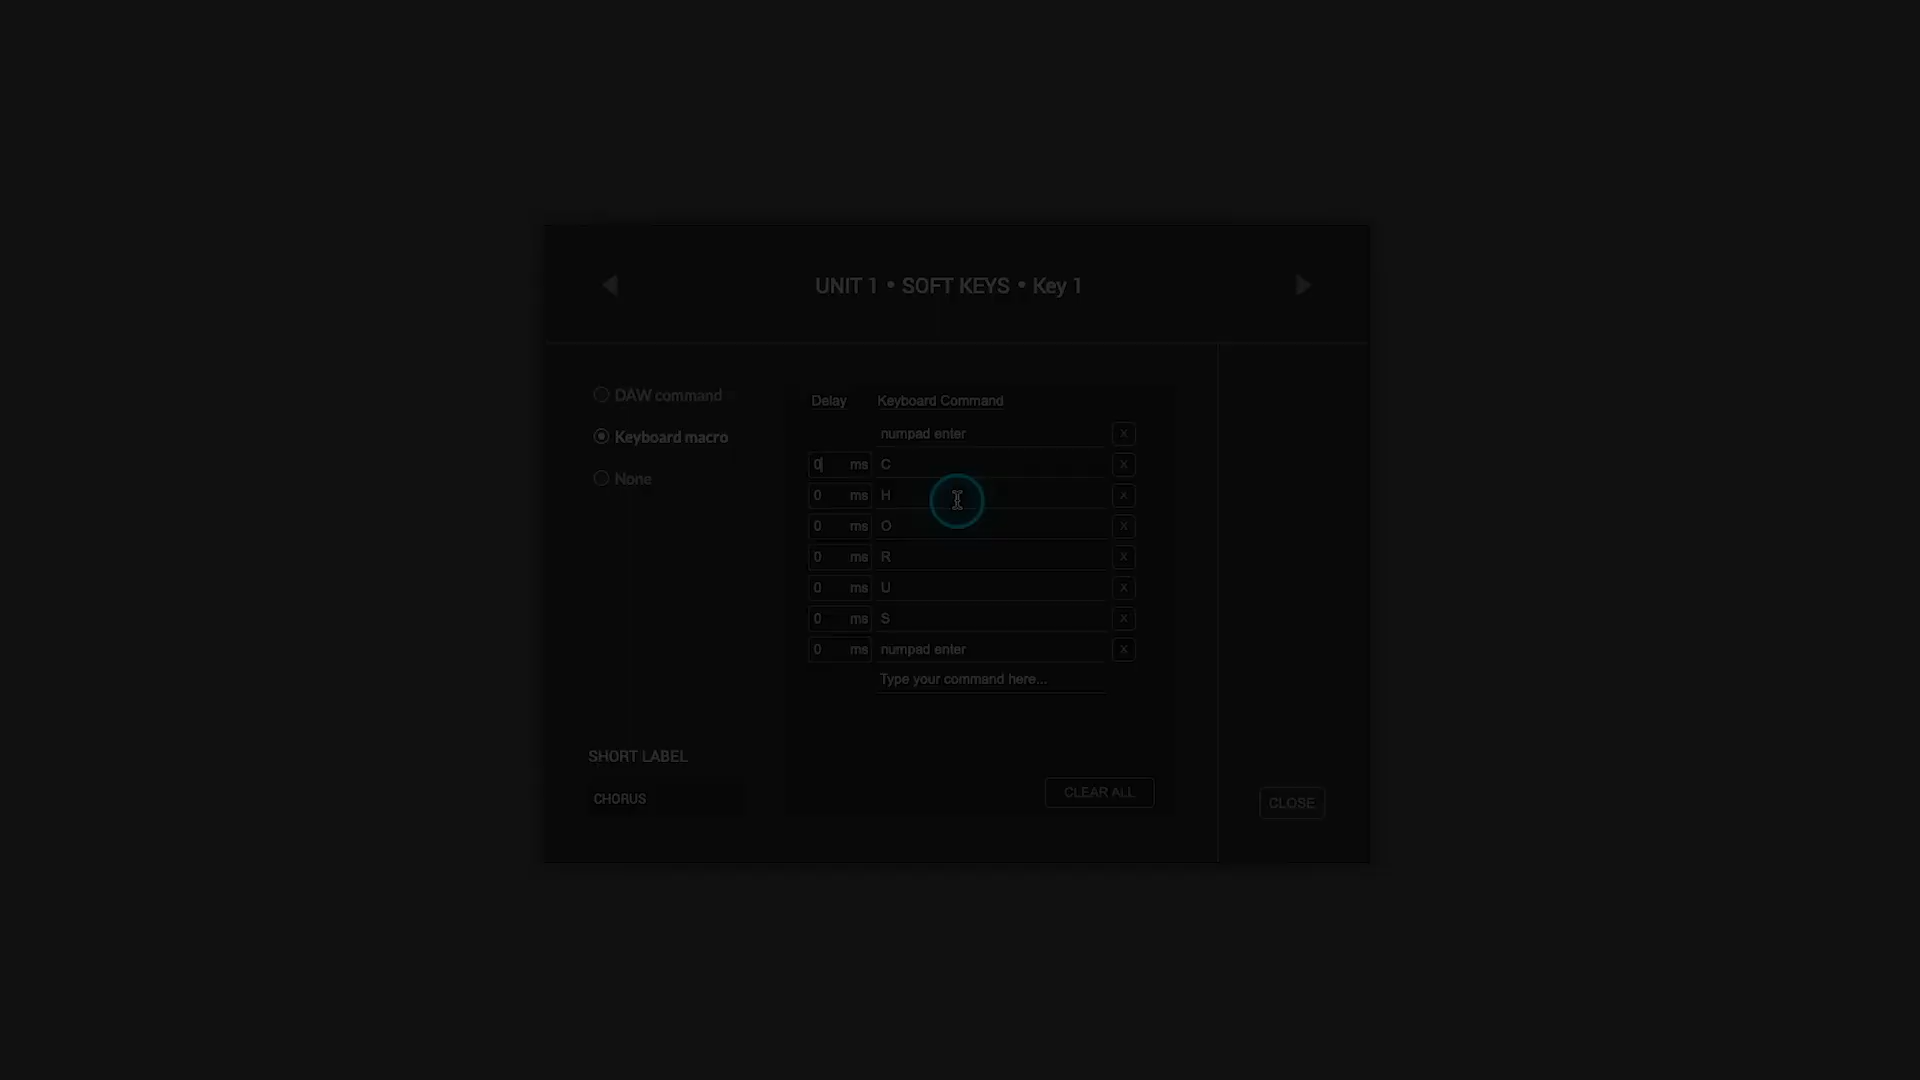 UNIT 1 • SOFT KEYS • Key 1
DAW command
Keyboard macro
None
Delay Keyboard Command
numpad enter X
0 ms C X
0 ms H X
0 ms O X
0 ms R X
0 ms U X
0 ms S X
0 ms numpad enter X
Type your command here...
SHORT LABEL
CHORUS
CLEAR ALL
CLOSE